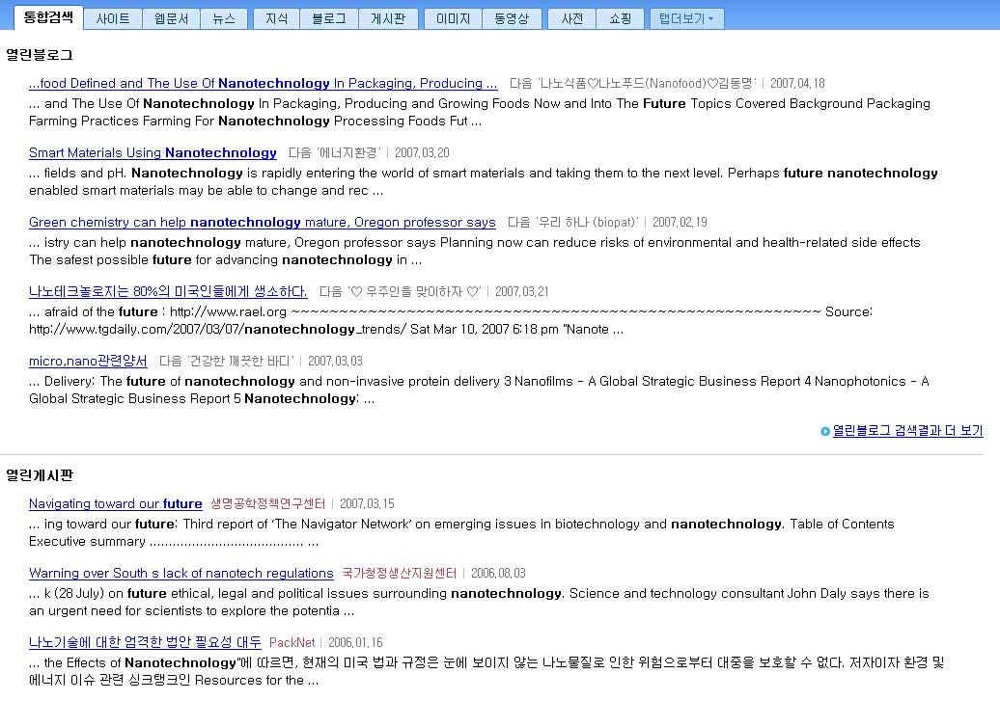 통합검색 사이트 웹문서 뉴스 지식 블로그 게시판 이미지 동영상 사전 쇼핑 탭더보기
열린블로그
...food Defined and The Use Of Nanotechnology In Packaging, Producing ... 다음 '나노식품♡나노푸드(Nanofood)♡김동명' | 2007.04.18
... and The Use Of Nanotechnology In Packaging, Producing and Growing Foods Now and Into The Future Topics Covered Background Packaging
Farming Practices Farming For Nanotechnology Processing Foods Fut ...
Smart Materials Using Nanotechnology 다음 '에너지환경' | 2007.03.20
... fields and pH. Nanotechnology is rapidly entering the world of smart materials and taking them to the next level. Perhaps future nanotechnology
enabled smart materials may be able to change and rec ...
Green chemistry can help nanotechnology mature, Oregon professor says 다음 '우리 하나 (biopat)' | 2007.02.19
... istry can help nanotechnology mature, Oregon professor says Planning now can reduce risks of environmental and health-related side effects
The safest possible future for advancing nanotechnology in ...
나노테크놀로지는 80%의 미국인들에게 생소하다. 다음 '♡ 우주인을 맞이하자 ♡' | 2007.03.21
... afraid of the future : http://www.rael.org ~~~~~~~~~~~~~~~~~~~~~~~~~~~~~~~~~~~~~~~~~~~~~~~~~~~~~~~ Source:
http://www.tgdaily.com/2007/03/07/nanotechnology_trends/ Sat Mar 10, 2007 6:18 pm "Nanote ...
micro,nano관련양서 다음 '건강한 깨끗한 바디' | 2007.03.03
... Delivery: The future of nanotechnology and non-invasive protein delivery 3 Nanofilms - A Global Strategic Business Report 4 Nanophotonics - A
Global Strategic Business Report 5 Nanotechnology: ...
열린블로그 검색결과 더 보기
열린게시판
Navigating toward our future 생명공학정책연구센터 | 2007.03.15
... ing toward our future: Third report of ‘The Navigator Network’ on emerging issues in biotechnology and nanotechnology. Table of Contents
Executive summary ........................................ ...
Warning over South s lack of nanotech regulations 국가청정생산지원센터 | 2006.08.03
... k (28 July) on future ethical, legal and political issues surrounding nanotechnology. Science and technology consultant John Daly says there is
an urgent need for scientists to explore the potentia ...
나노기술에 대한 엄격한 법안 필요성 대두 PackNet | 2006.01.16
... the Effects of Nanotechnology"에 따르면, 현재의 미국 법과 규정은 눈에 보이지 않는 나노물질로 인한 위험으로부터 대중을 보호할 수 없다. 저자이자 환경 및
에너지 이슈 관련 싱크탱크인 Resources for the ...